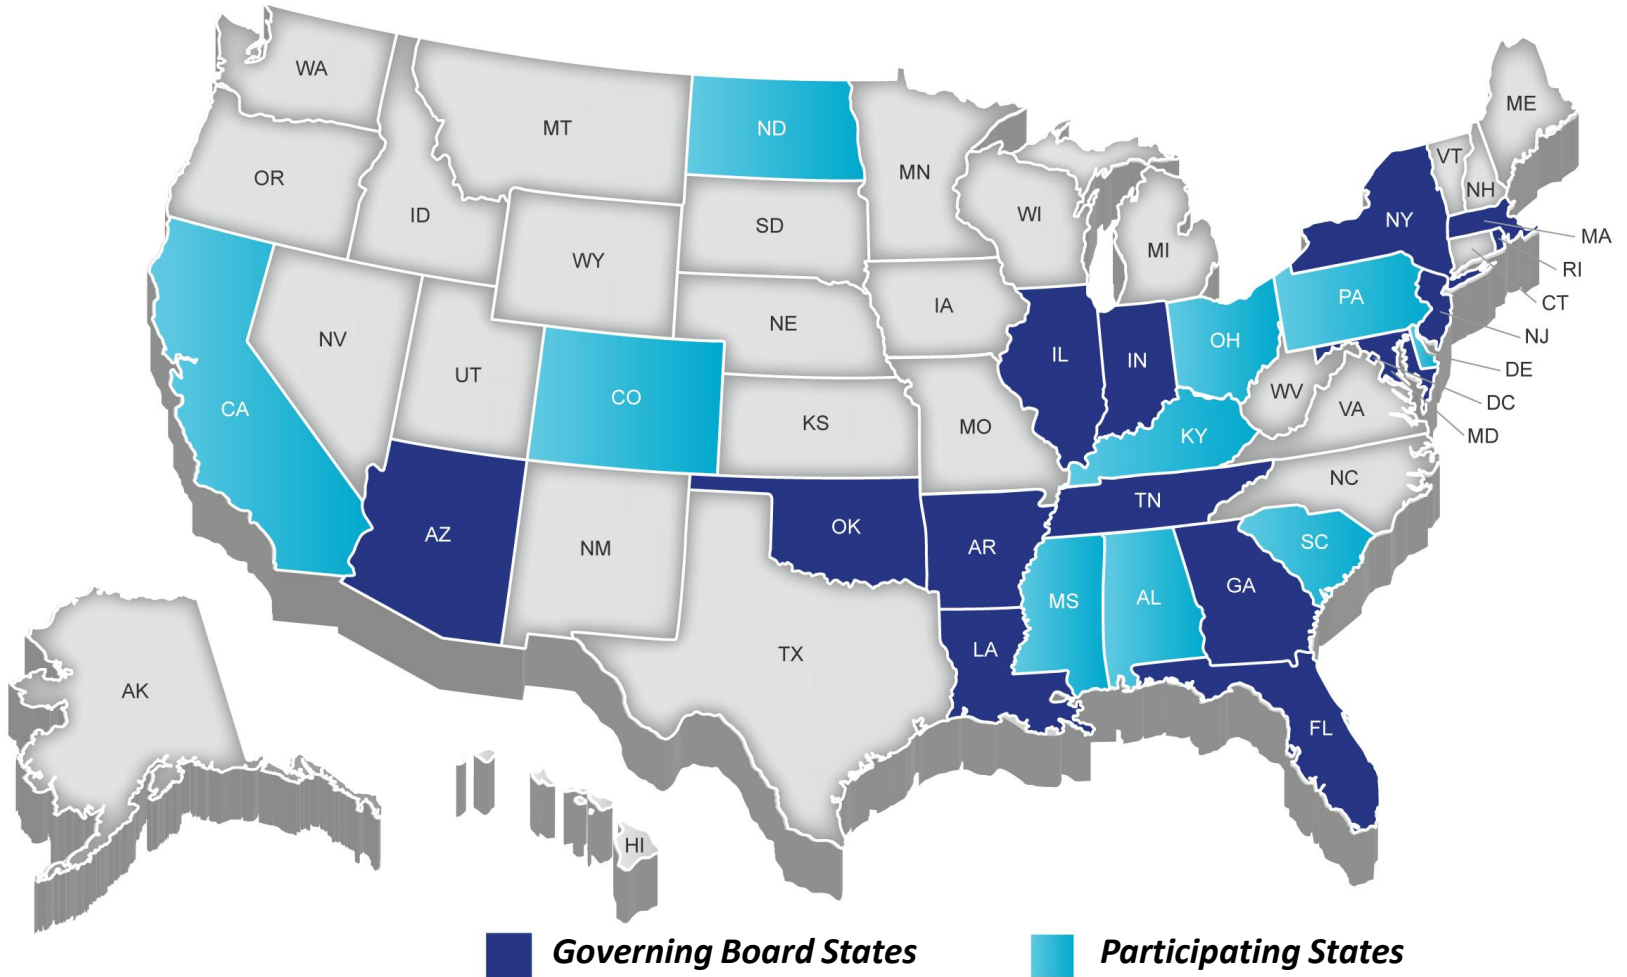 WA
ME
MT
ND
VT
MN
OR
NH
ID
WI
NY
SD
MA
MI
WY
RI
PA
CT
IA
NE
NJ
NV
OH
IL
IN
DE
UT
WV
CO
DC
CA
VA
KS
MO
KY
MD
NC
TN
OK
AZ
SC
AR
NM
GA
AL
MS
LA
TX
AK
FL
HI
Governing Board States
Participating States